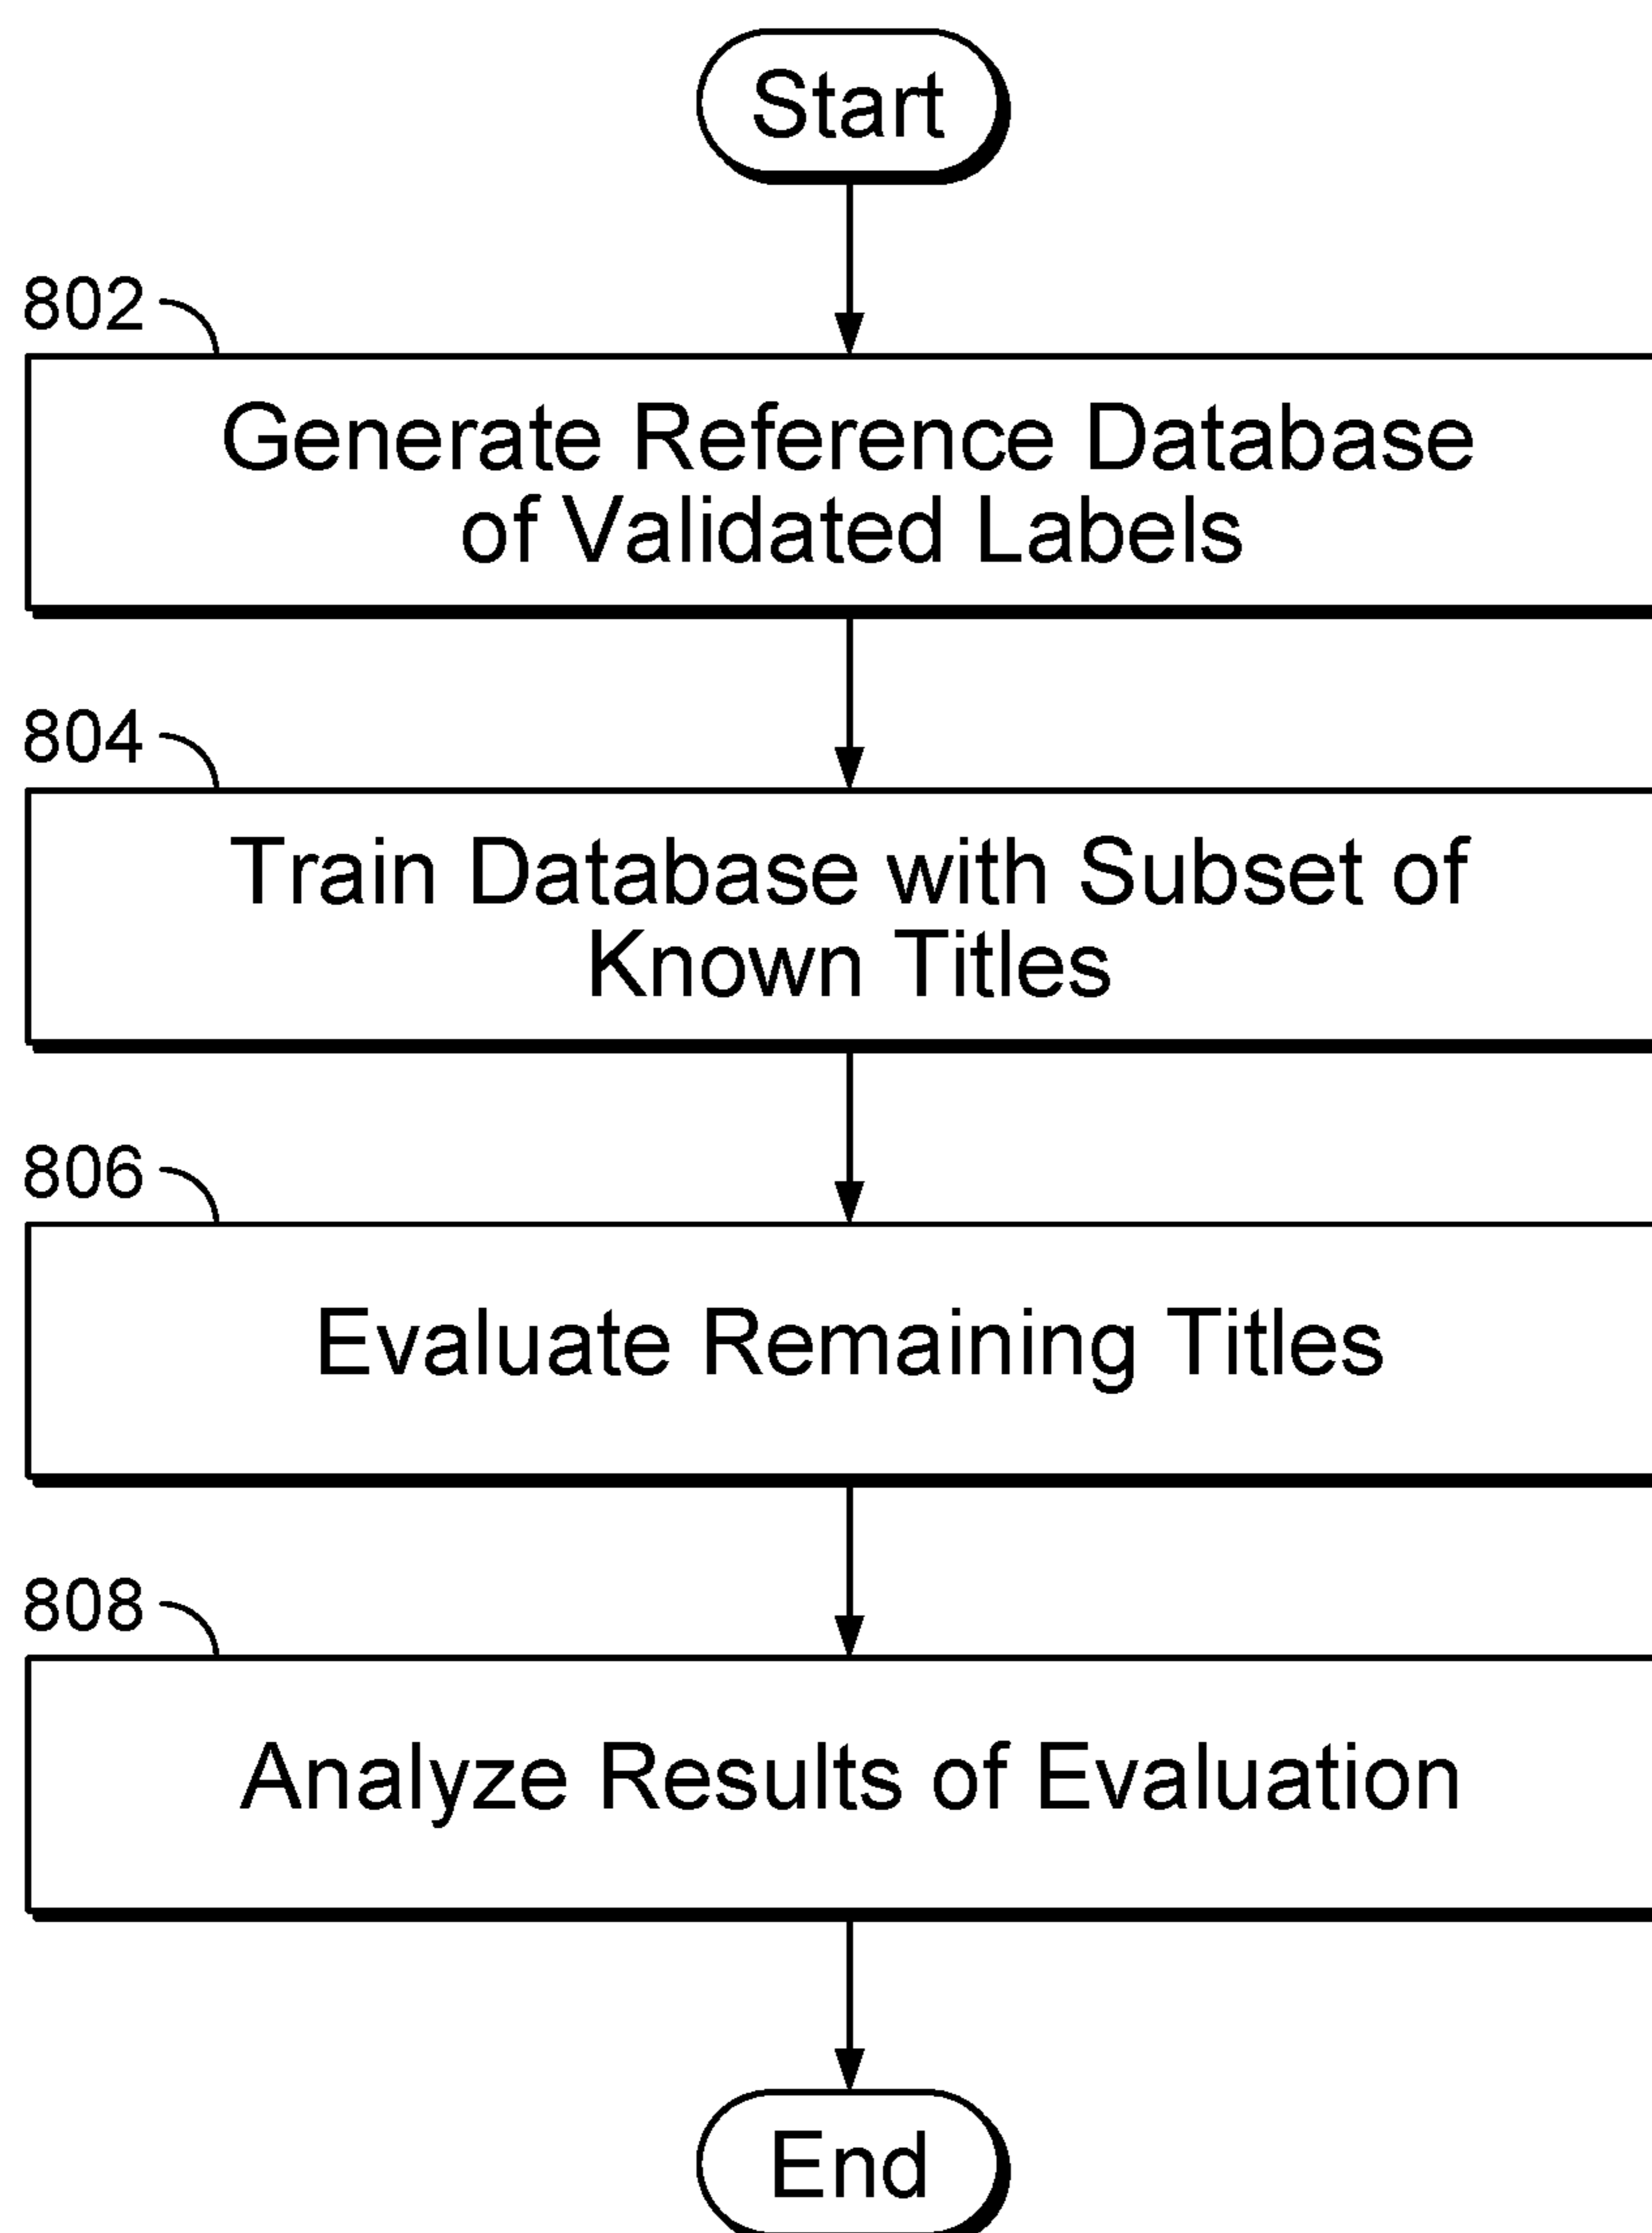 Start
802
Generate Reference Database
of Validated Labels
804
Train Database with Subset of
Known Titles
806
Evaluate Remaining Titles
808
Analyze Results of Evaluation
End